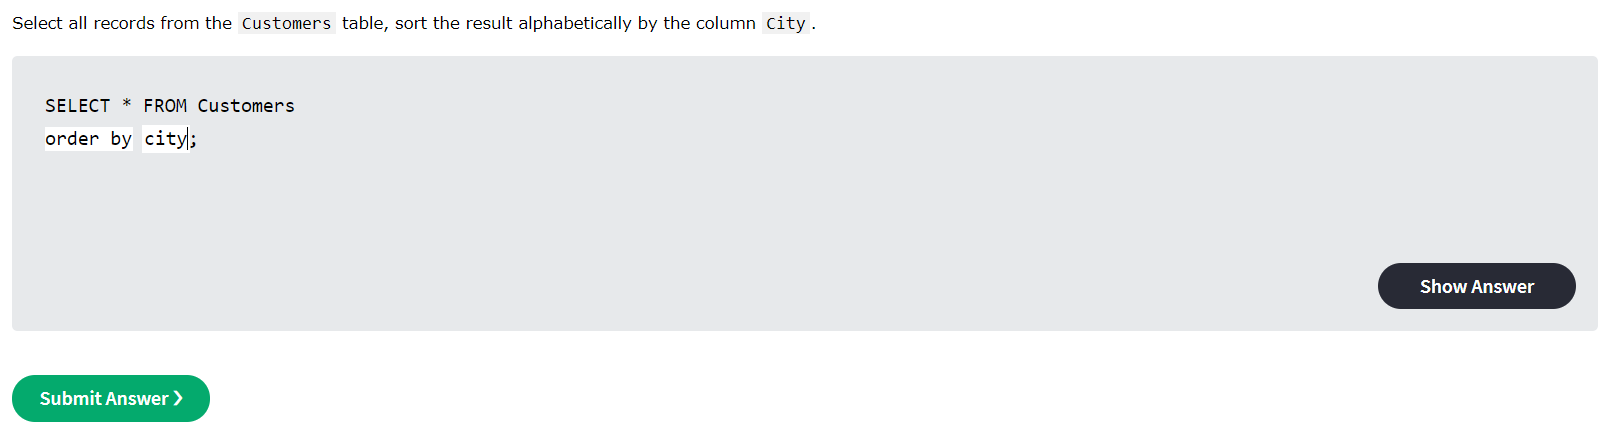 Select all records from the Customers table, sort the result alphabetically by the column City.
SELECT * FROM Customers
order by city;
Show Answer
Submit Answer ❯